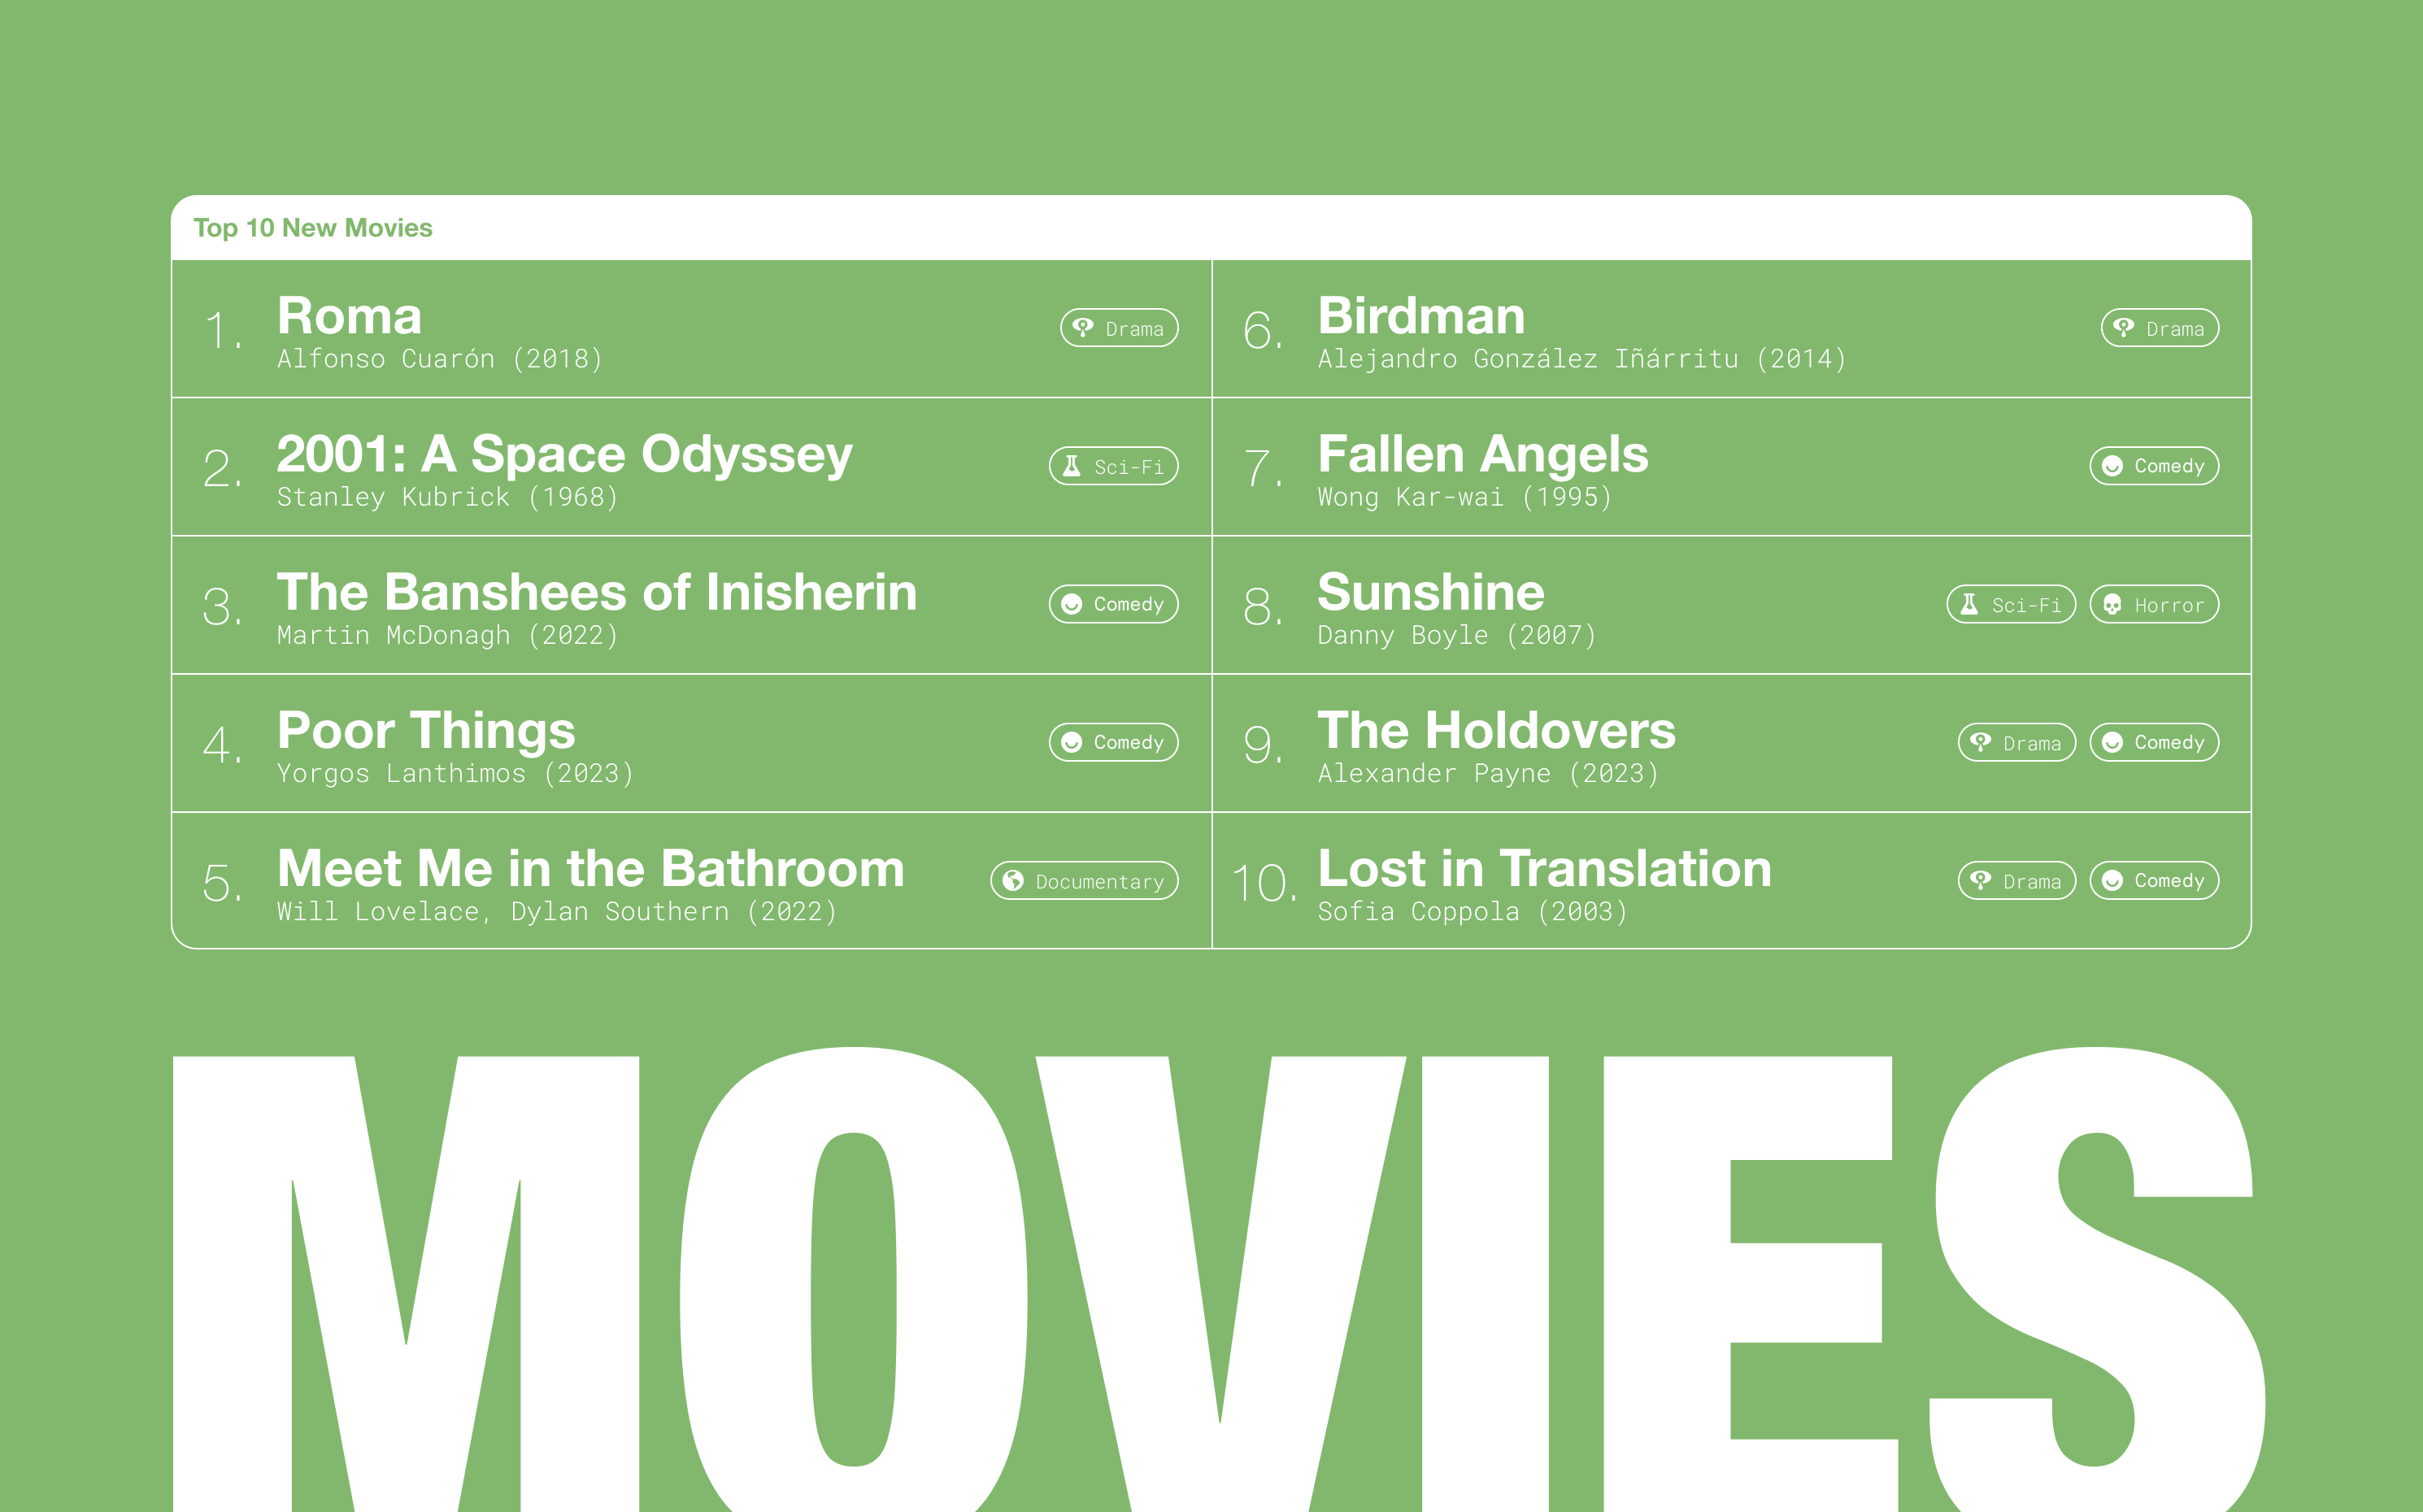 Top 10 New Movies
1.
Roma
Alfonso Cuarón (2018)
Drama
2.
2001: A Space Odyssey
Stanley Kubrick (1968)
Sci-Fi
3.
The Banshees of Inisherin
Martin McDonagh (2022)
Comedy
4.
Poor Things
Yorgos Lanthimos (2023)
Comedy
5.
Meet Me in the Bathroom
Will Lovelace, Dylan Southern (2022)
Documentary
6.
Birdman
Alejandro González Iñárritu (2014)
Drama
7.
Fallen Angels
Wong Kar-wai (1995)
Comedy
8.
Sunshine
Danny Boyle (2007)
Sci-Fi
Horror
9.
The Holdovers
Alexander Payne (2023)
Drama
Comedy
10.
Lost in Translation
Sofia Coppola (2003)
Drama
Comedy
MOVIES